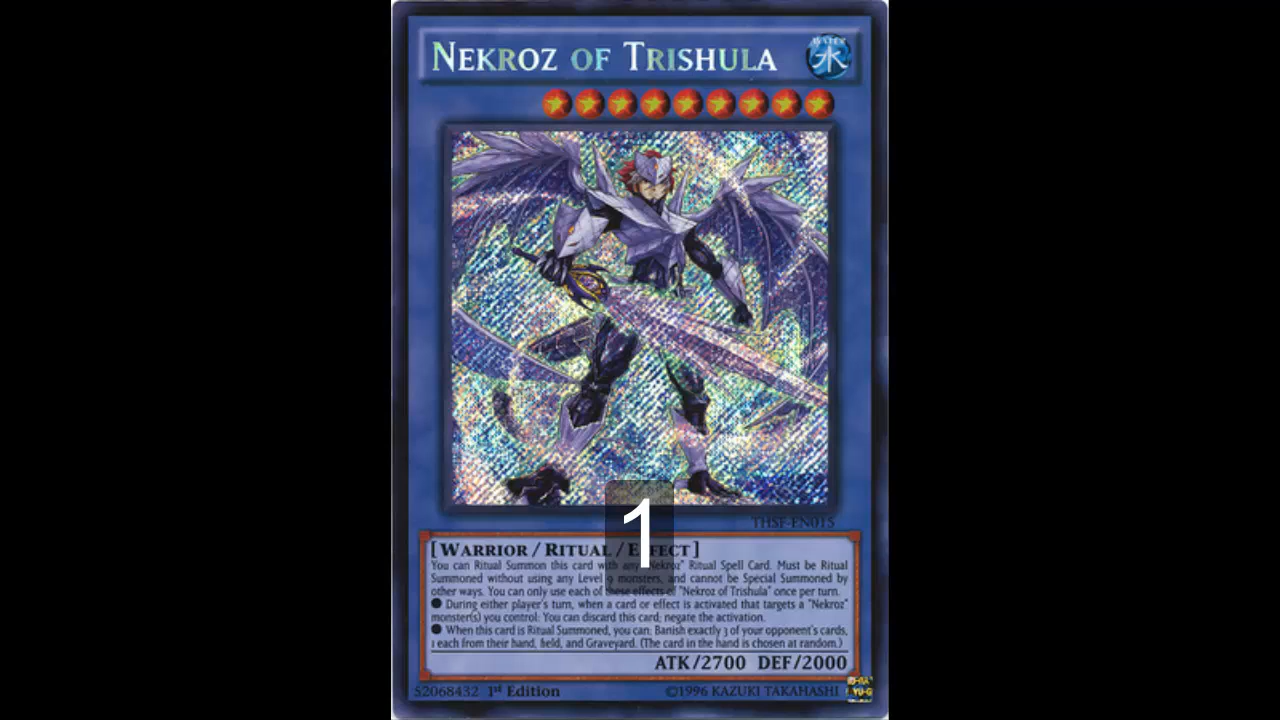 NEKROZ OF TRISHULA
WATER
水
THSF-EN015
1
[WARRIOR / RITUAL / EFFECT]
You can Ritual Summon this card with any "Nekroz" Ritual Spell Card. Must be Ritual
Summoned without using any Level 9 monsters, and cannot be Special Summoned by
other ways. You can only use each of these effects of "Nekroz of Trishula" once per turn.
● During either player's turn, when a card or effect is activated that targets a "Nekroz"
monster(s) you control: You can discard this card; negate the activation.
● When this card is Ritual Summoned, you can: Banish exactly 3 of your opponent's cards,
1 each from their hand, field, and Graveyard. (The card in the hand is chosen at random.)
ATK/2700 DEF/2000
52068432 1st Edition ©1996 KAZUKI TAKAHASHI